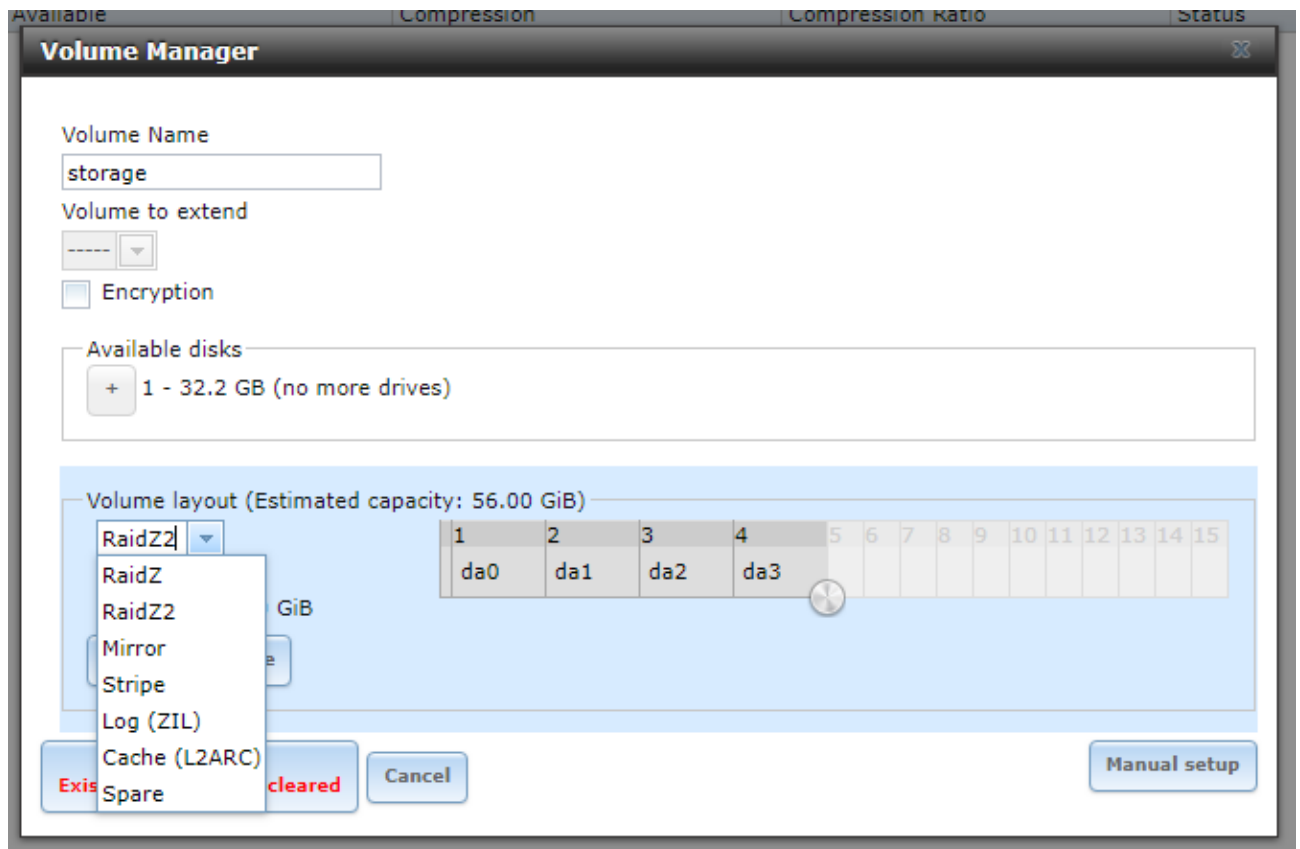 Available Compression Compression Ratio Status
Volume Manager
Volume Name
storage
Volume to extend
-----
Encryption
Available disks
+ 1 - 32.2 GB (no more drives)
Volume layout (Estimated capacity: 56.00 GiB)
RaidZ2
1 2 3 4 5 6 7 8 9 10 11 12 13 14 15
da0 da1 da2 da3
RaidZ
RaidZ2
GiB
Mirror
Stripe
Log (ZIL)
Cache (L2ARC)
Spare
cleared
Cancel
Manual setup